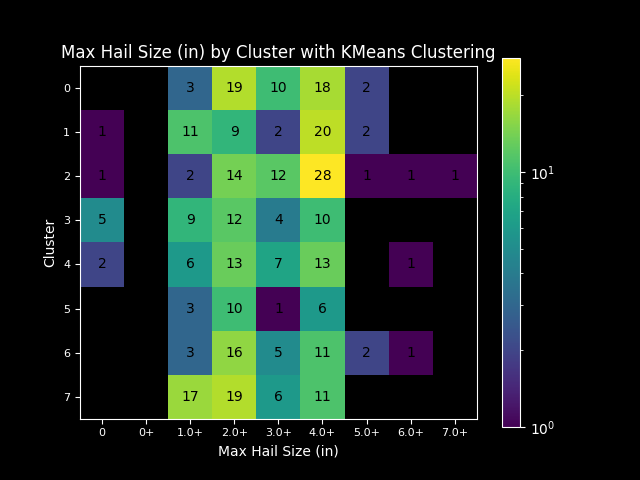 Max Hail Size (in) by Cluster with KMeans Clustering
0 3 19 10 18 2
1 1 11 9 2 20 2
2 1 2 14 12 28 1 1 1
3 5 9 12 4 10
4 2 6 13 7 13 1
5 3 10 1 6
6 3 16 5 11 2 1
7 17 19 6 11
0 0+ 1.0+ 2.0+ 3.0+ 4.0+ 5.0+ 6.0+ 7.0+
Max Hail Size (in)
Cluster
10¹
10⁰